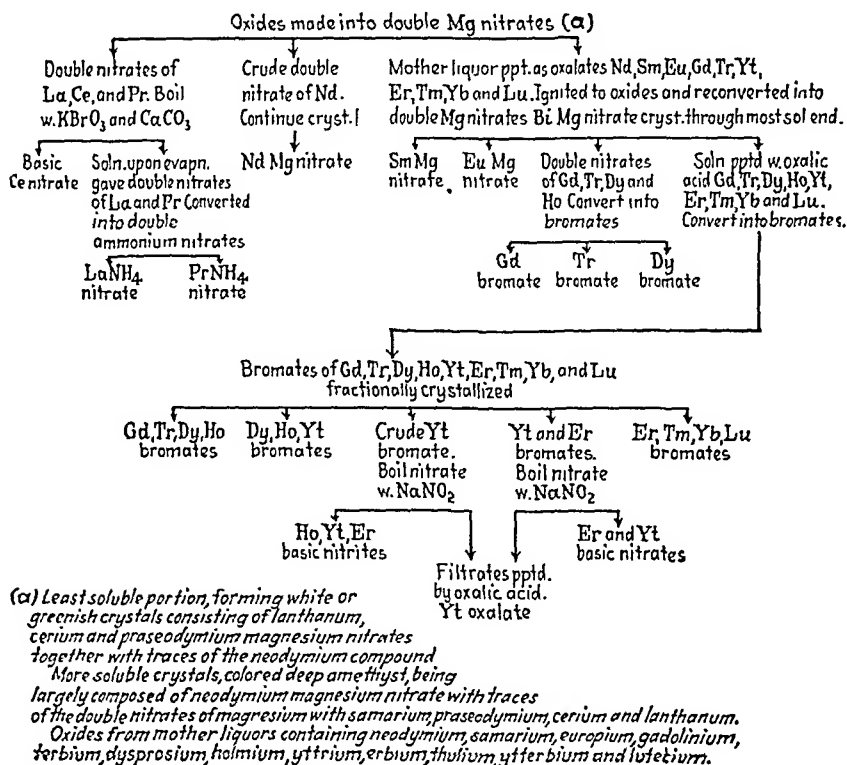 Oxides made into double Mg nitrates (a)
Double nitrates of
La,Ce, and Pr. Boil
w.KBrO₃ and CaCO₃
Crude double
nitrate of Nd.
Continue cryst.
Mother liquor ppt. as oxalates Nd,Sm,Eu,Gd,Tr,Yt,
Er,Tm,Yb and Lu. Ignited to oxides and reconverted into
double Mg nitrates Bi Mg nitrate cryst. through most sol end.
Basic
Ce nitrate
Soln. upon evapn.
gave double nitrates
of La and Pr Converted
into double
ammonium nitrates
Nd Mg nitrate
Sm Mg
nitrate
Eu Mg
nitrate
Double nitrates
of Gd,Tr,Dy and
Ho Convert into
bromates
Soln pptd w. oxalic
acid Gd,Tr,Dy,Ho,Yt,
Er,Tm,Yb and Lu.
Convert into bromates.
LaNH₄
nitrate
PrNH₄
nitrate
Gd
bromate
Tr
bromate
Dy
bromate
Bromates of Gd,Tr,Dy,Ho,Yt,Er,Tm,Yb, and Lu
fractionally crystallized
Gd,Tr,Dy,Ho
bromates
Dy,Ho,Yt
bromates
Crude Yt
bromate.
Boil nitrate
w. NaNO₂
Yt and Er
bromates.
Boil nitrate
w. NaNO₂
Er,Tm,Yb,Lu
bromates
Ho,Yt,Er
basic nitrites
Filtrates pptd.
by oxalic acid.
Yt oxalate
Er and Yt
basic nitrates
(a) Least soluble portion, forming white or
greenish crystals consisting of lanthanum,
cerium and praseodymium magnesium nitrates
together with traces of the neodymium compound
More soluble crystals, colored deep amethyst, being
largely composed of neodymium magnesium nitrate with traces
of the double nitrates of magresium with samarium, praseodymium, cerium and lanthanum.
Oxides from mother liquors containing neodymium, samarium, europium, gadolinium,
terbium, dysprosium, holmium, yttrium, erbium, thulium, ytterbium and lutecium.